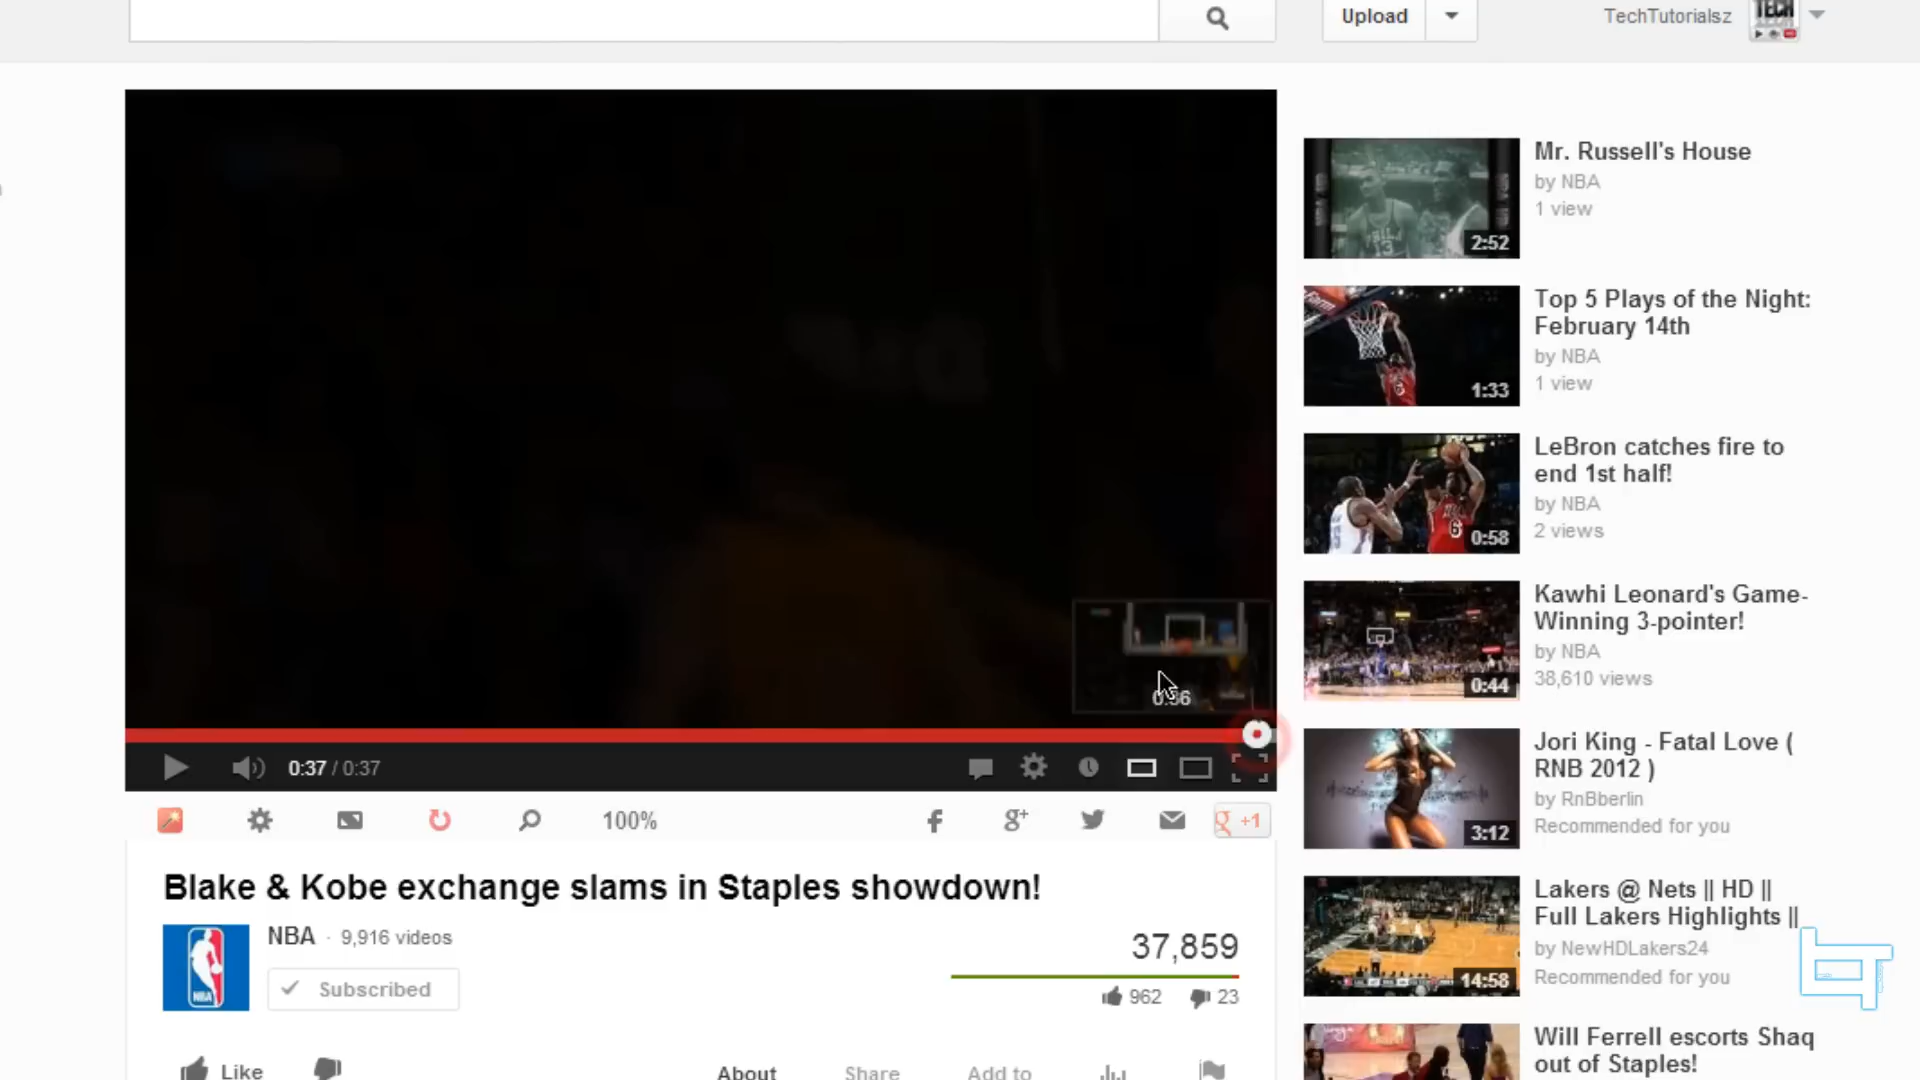 Upload
TechTutorialsz
TECH
0:36
0:37 / 0:37
100%
g +1
Blake & Kobe exchange slams in Staples showdown!
NBA · 9,916 videos
NBA
Subscribed
37,859
962
23
Like
About
Share
Add to
Mr. Russell's House
by NBA
1 view
2:52
Top 5 Plays of the Night:
February 14th
by NBA
1 view
1:33
LeBron catches fire to
end 1st half!
by NBA
2 views
0:58
Kawhi Leonard's Game-
Winning 3-pointer!
by NBA
38,610 views
0:44
Jori King - Fatal Love (
RNB 2012 )
by RnBberlin
Recommended for you
3:12
Lakers @ Nets || HD ||
Full Lakers Highlights ||
by NewHDLakers24
Recommended for you
14:58
Will Ferrell escorts Shaq
out of Staples!